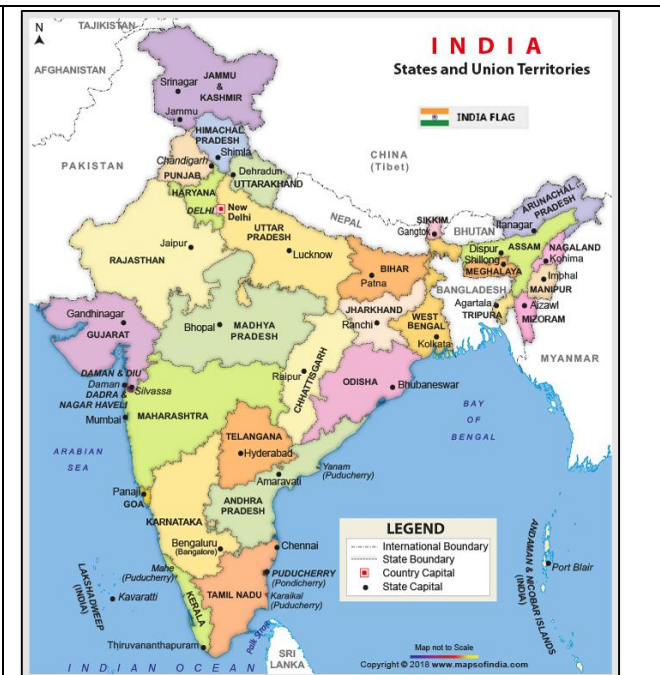 N
TAJIKISTAN
INDIA
States and Union Territories
AFGHANISTAN
JAMMU
&
KASHMIR
Srinagar
Jammu
INDIA FLAG
HIMACHAL
PRADESH
Shimla
PAKISTAN
Chandigarh
PUNJAB
Dehradun
UTTARAKHAND
CHINA
(Tibet)
HARYANA
DELHI
New
Delhi
ARUNACHAL
PRADESH
NEPAL
SIKKIM
Gangtok
BHUTAN
Itanagar
UTTAR
PRADESH
Lucknow
Jaipur
RAJASTHAN
Dispur
ASSAM
NAGALAND
Kohima
Shillong
MEGHALAYA
BIHAR
Patna
Imphal
MANIPUR
BANGLADESH
Gandhinagar
GUJARAT
Bhopal
MADHYA
PRADESH
JHARKHAND
Ranchi
WEST
BENGAL
Kolkata
Agartala
TRIPURA
Aizawl
MIZORAM
MYANMAR
DAMAN & DIU
Daman
Silvassa
DADRA &
NAGAR HAVELI
Raipur
CHHATTISGARH
ODISHA
Bhubaneswar
Mumbai
MAHARASHTRA
BAY
OF
BENGAL
ARABIAN
SEA
TELANGANA
Hyderabad
Yanam
(Puducherry)
Amaravati
Panaji
GOA
ANDHRA
PRADESH
KARNATAKA
Bengaluru
(Bangalore)
Chennai
LEGEND
International Boundary
State Boundary
Country Capital
State Capital
ANDAMAN & NICOBAR ISLANDS
(INDIA)
Port Blair
Mahe
(Puducherry)
PUDUCHERRY
(Pondicherry)
LAKSHADWEEP
(INDIA)
Kavaratti
KERALA
TAMIL NADU
Karaikal
(Puducherry)
Palk Strait
Thiruvananthapuram
SRI
LANKA
INDIAN OCEAN
Map not to Scale
Copyright © 2018 www.mapsofindia.com